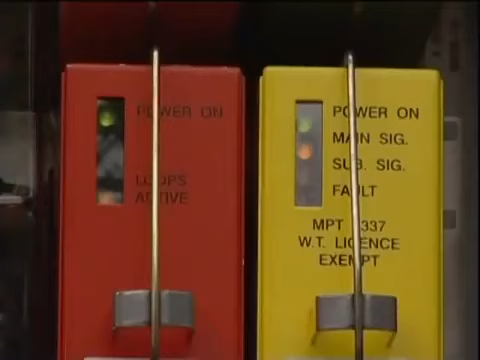 POWER ON
LOOPS
ACTIVE
POWER ON
MAIN SIG.
SUB. SIG.
FAULT
MPT 1337
W.T. LICENCE
EXEMPT